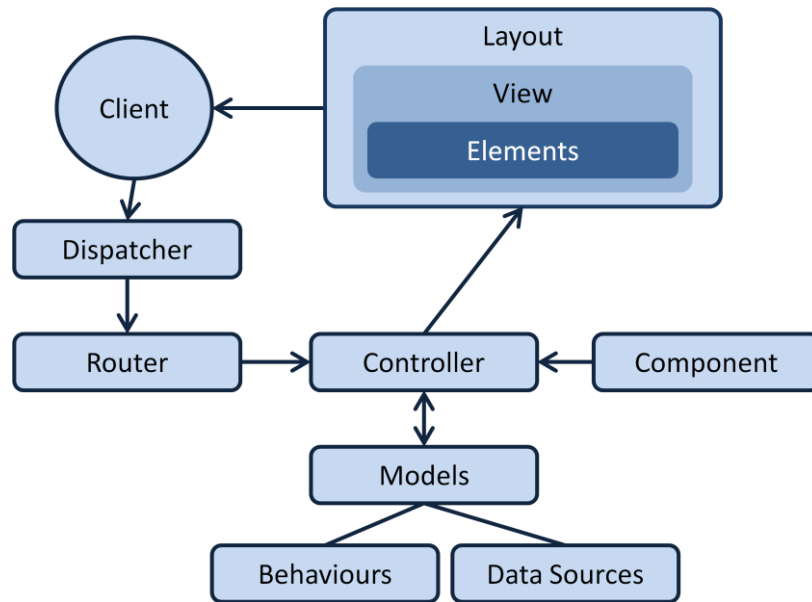 Layout
Client
View
Elements
Dispatcher
Router
Controller
Component
Models
Behaviours
Data Sources